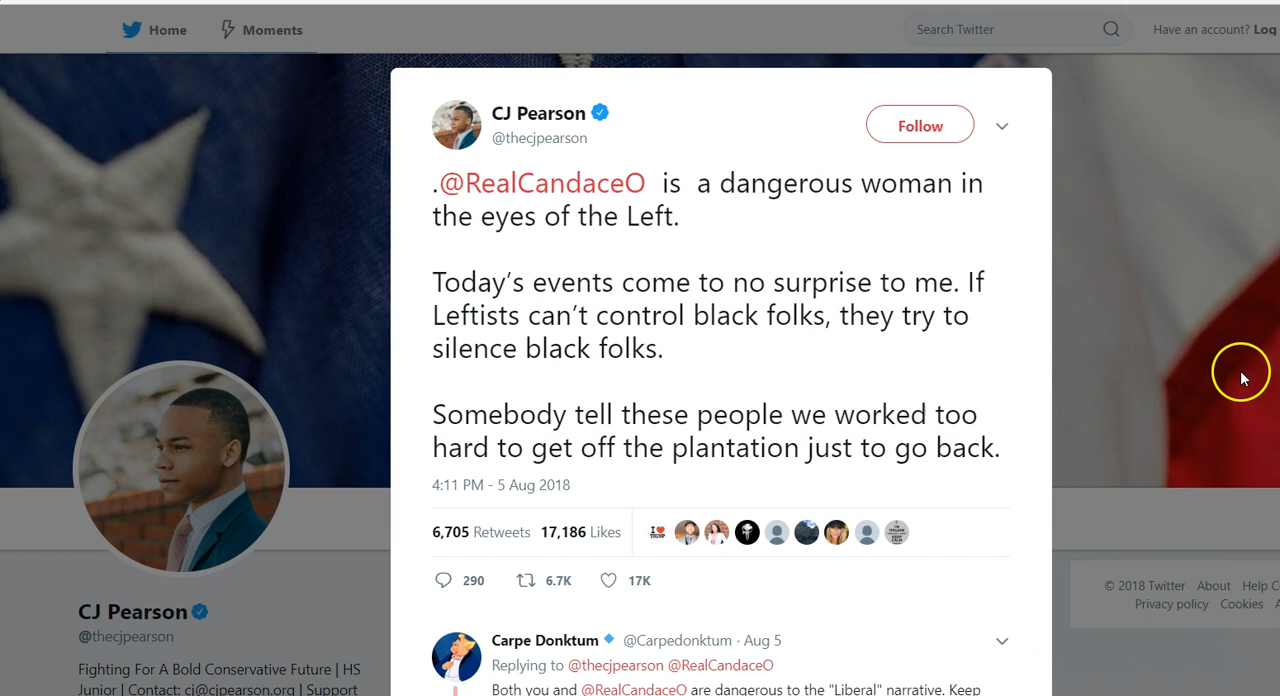 Home Moments Search Twitter Have an account? Log
CJ Pearson
@thecjpearson
Follow
.@RealCandaceO is a dangerous woman in
the eyes of the Left.
Today’s events come to no surprise to me. If
Leftists can’t control black folks, they try to
silence black folks.
Somebody tell these people we worked too
hard to get off the plantation just to go back.
4:11 PM - 5 Aug 2018
6,705 Retweets 17,186 Likes
290 6.7K 17K
Carpe Donktum @Carpedonktum · Aug 5
Replying to @thecjpearson @RealCandaceO
Both you and @RealCandaceO are dangerous to the "Liberal" narrative. Keep
CJ Pearson
@thecjpearson
Fighting For A Bold Conservative Future | HS
Junior | Contact: cj@cjpearson.org | Support
© 2018 Twitter About Help C
Privacy policy Cookies